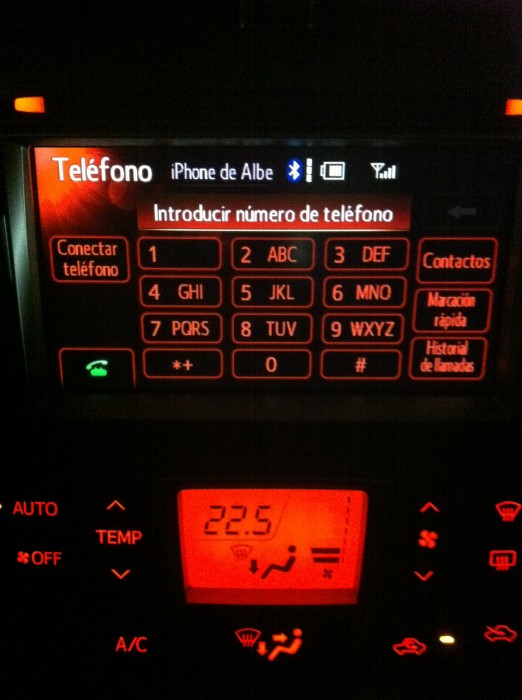 Teléfono iPhone de Albe
Introducir número de teléfono
Conectar teléfono
1
2 ABC
3 DEF
Contactos
4 GHI
5 JKL
6 MNO
Marcación rápida
7 PQRS
8 TUV
9 WXYZ
Historial de llamadas
*+
0
#
AUTO
TEMP
OFF
22.5
A/C